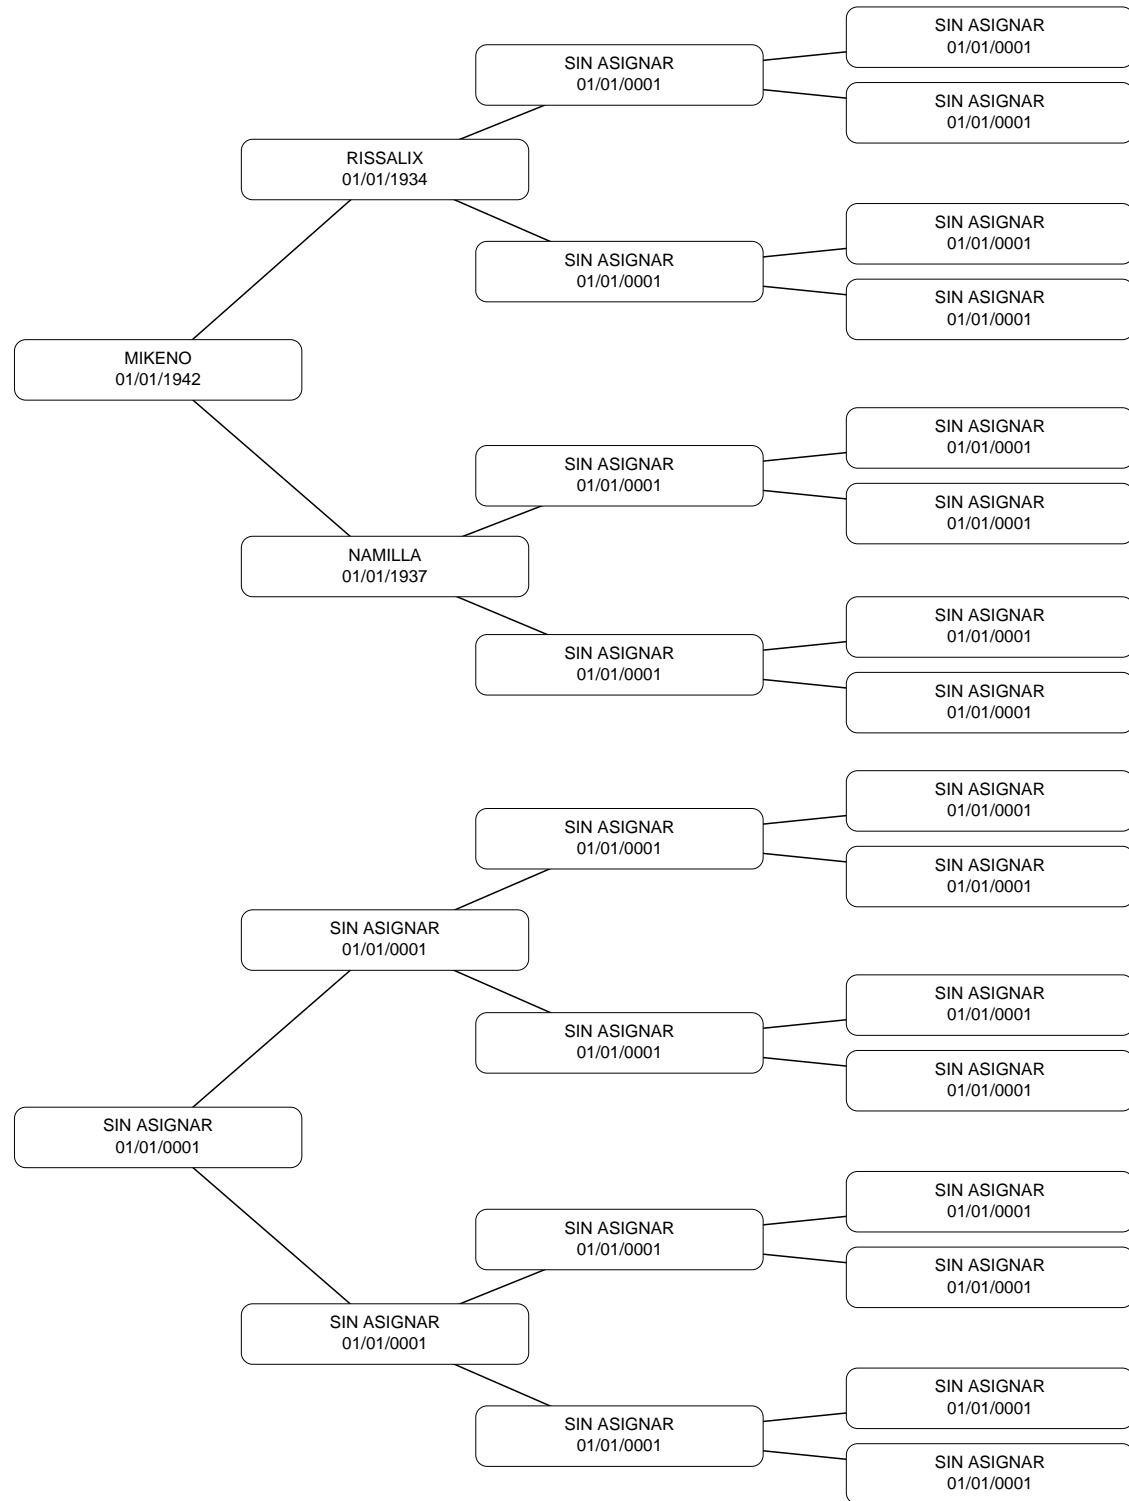 SIN ASIGNAR
01/01/0001
SIN ASIGNAR
01/01/0001
SIN ASIGNAR
01/01/0001
RISSALIX
01/01/1934
SIN ASIGNAR
01/01/0001
SIN ASIGNAR
01/01/0001
SIN ASIGNAR
01/01/0001
MIKENO
01/01/1942
SIN ASIGNAR
01/01/0001
SIN ASIGNAR
01/01/0001
SIN ASIGNAR
01/01/0001
NAMILLA
01/01/1937
SIN ASIGNAR
01/01/0001
SIN ASIGNAR
01/01/0001
SIN ASIGNAR
01/01/0001
SIN ASIGNAR
01/01/0001
SIN ASIGNAR
01/01/0001
SIN ASIGNAR
01/01/0001
SIN ASIGNAR
01/01/0001
SIN ASIGNAR
01/01/0001
SIN ASIGNAR
01/01/0001
SIN ASIGNAR
01/01/0001
SIN ASIGNAR
01/01/0001
SIN ASIGNAR
01/01/0001
SIN ASIGNAR
01/01/0001
SIN ASIGNAR
01/01/0001
SIN ASIGNAR
01/01/0001
SIN ASIGNAR
01/01/0001
SIN ASIGNAR
01/01/0001
SIN ASIGNAR
01/01/0001